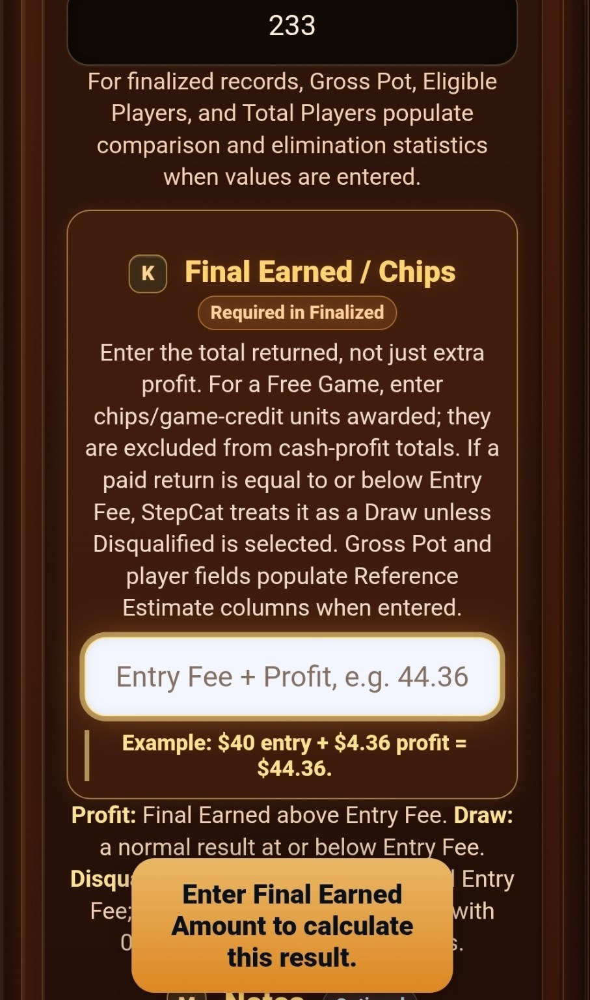 233
For finalized records, Gross Pot, Eligible
Players, and Total Players populate
comparison and elimination statistics
when values are entered.
K Final Earned / Chips
Required in Finalized
Enter the total returned, not just extra
profit. For a Free Game, enter
chips/game-credit units awarded; they
are excluded from cash-profit totals. If a
paid return is equal to or below Entry
Fee, StepCat treats it as a Draw unless
Disqualified is selected. Gross Pot and
player fields populate Reference
Estimate columns when entered.
Entry Fee + Profit, e.g. 44.36
Example: $40 entry + $4.36 profit =
$44.36.
Profit: Final Earned above Entry Fee. Draw:
a normal result at or below Entry Fee.
Entry
Fee; with
0
Enter Final Earned
Amount to calculate
this result.
Notes